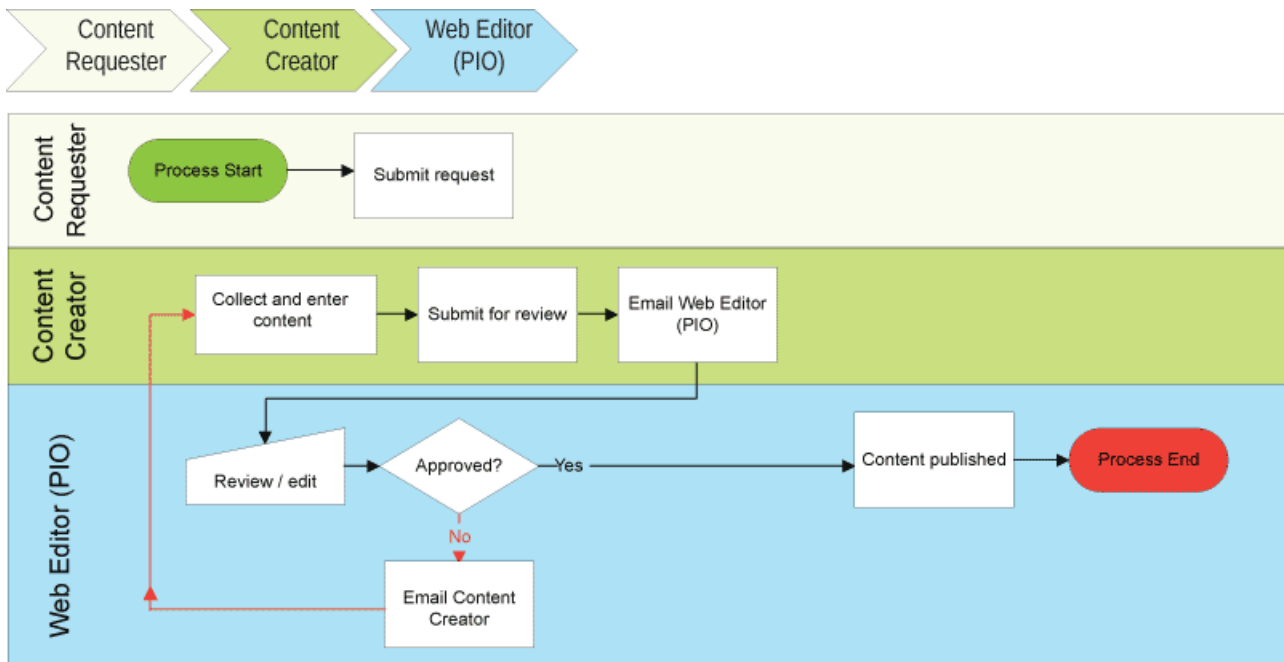 Content
Requester
Content
Creator
Web Editor
(PIO)
Content
Requester
Process Start
Submit request
Content
Creator
Collect and enter
content
Submit for review
Email Web Editor
(PIO)
Web Editor (PIO)
Review / edit
Approved?
Yes
Content published
Process End
No
Email Content
Creator